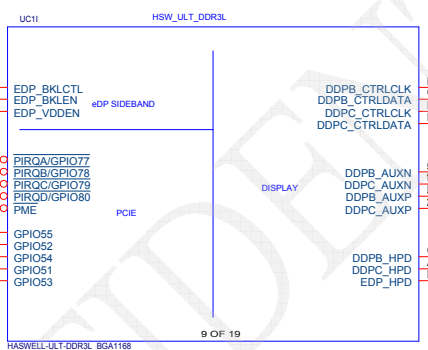 UC1I
HSW_ULT_DDR3L
EDP_BKLCTL
EDP_BKLEN
EDP_VDDEN
eDP SIDEBAND
PIRQA/GPIO77
PIRQB/GPIO78
PIRQC/GPIO79
PIRQD/GPIO80
PME
PCIE
GPIO55
GPIO52
GPIO54
GPIO51
GPIO53
DISPLAY
DDPB_CTRLCLK
DDPB_CTRLDATA
DDPC_CTRLCLK
DDPC_CTRLDATA
DDPB_AUXN
DDPC_AUXN
DDPB_AUXP
DDPC_AUXP
DDPB_HPD
DDPC_HPD
EDP_HPD
9 OF 19
HASWELL-ULT-DDR3L_BGA1168